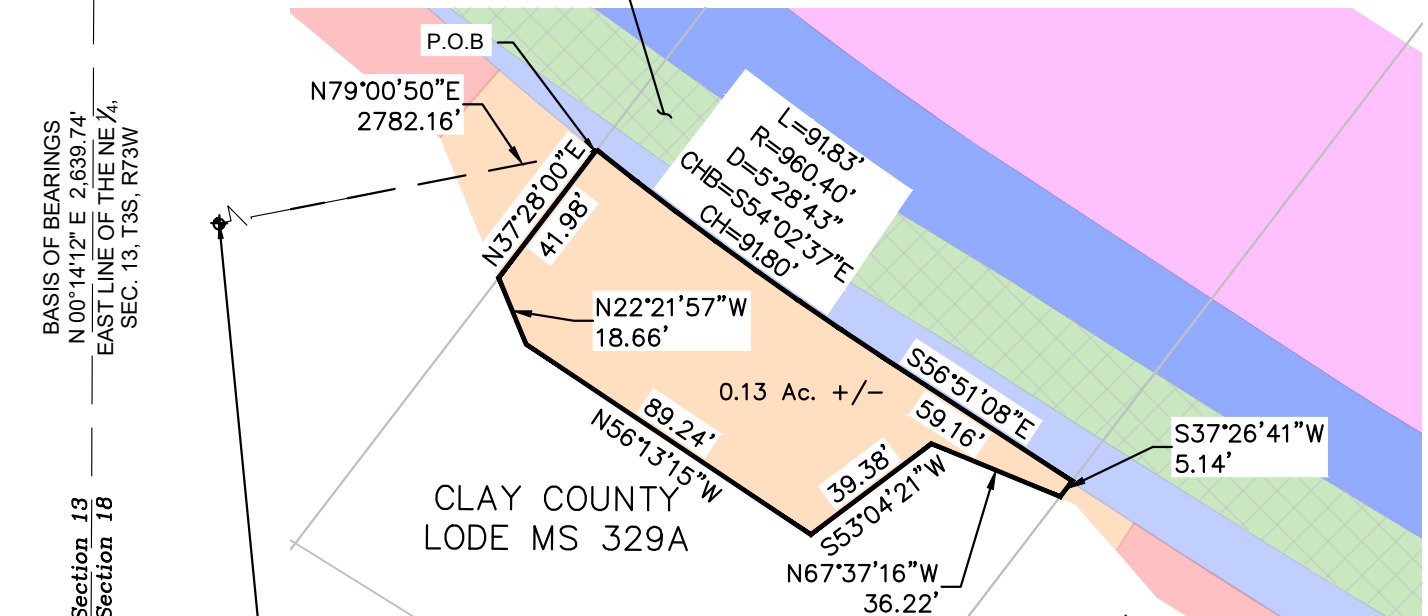 P.O.B
N79°00'50"E
2782.16'
BASIS OF BEARINGS
N 00°14'12" E 2,639.74'
EAST LINE OF THE NE ¼,
SEC. 13, T3S, R73W
L=91.83'
R=960.40'
D=5°28'43"
CHB=S54°02'37"E
CH=91.80'
N37°28'00"E
41.98'
N22°21'57"W
18.66'
0.13 Ac. +/-
S56°51'08"E
59.16'
S37°26'41"W
5.14'
89.24'
N56°13'15"W
39.38'
S53°04'21"W
CLAY COUNTY
LODE MS 329A
N67°37'16"W
36.22'
Section 13
Section 18